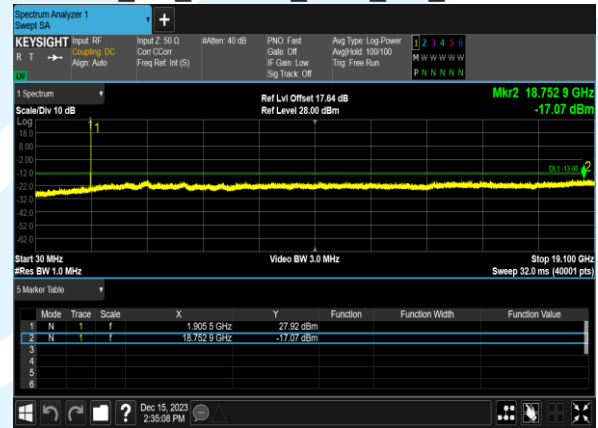 Spectrum Analyzer 1
Swept SA
+
KEYSIGHT
R T
LV
Input: RF
Coupling: DC
Align: Auto
Input Z: 50 Ω
Corr CCorr
Freq Ref: Int (S)
#Atten: 40 dB
PNO: Fast
Gate: Off
IF Gain: Low
Sig Track: Off
Avg Type: Log-Power
Avg|Hold: 100/100
Trig: Free Run
1 2 3 4 5 6
M W W W W W
P N N N N N
1 Spectrum
Scale/Div 10 dB
Ref Lvl Offset 17.64 dB
Ref Level 28.00 dBm
Mkr2 18.752 9 GHz
-17.07 dBm
Log
18.0
8.00
-2.00
-12.0
-22.0
-32.0
-42.0
-52.0
-62.0
1
DL1 -13.00
2
Start 30 MHz
#Res BW 1.0 MHz
Video BW 3.0 MHz
Stop 19.100 GHz
Sweep 32.0 ms (40001 pts)
5 Marker Table
Mode Trace Scale X Y Function Function Width Function Value
1 N 1 f 1.905 5 GHz 27.92 dBm
2 N 1 f 18.752 9 GHz -17.07 dBm
3
4
5
6
?
Dec 15, 2023
2:35:08 PM